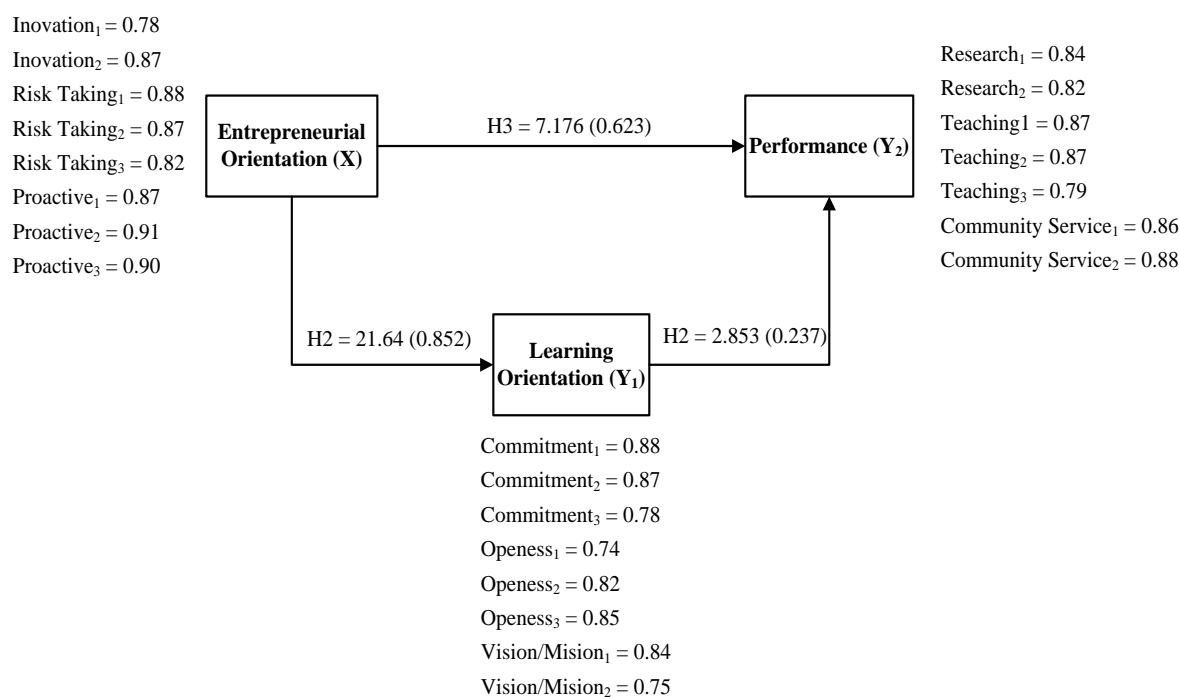 Inovation₁ = 0.78
Inovation₂ = 0.87
Risk Taking₁ = 0.88
Risk Taking₂ = 0.87
Risk Taking₃ = 0.82
Proactive₁ = 0.87
Proactive₂ = 0.91
Proactive₃ = 0.90
Entrepreneurial
Orientation (X)
H3 = 7.176 (0.623)
Performance (Y₂)
Research₁ = 0.84
Research₂ = 0.82
Teaching1 = 0.87
Teaching₂ = 0.87
Teaching₃ = 0.79
Community Service₁ = 0.86
Community Service₂ = 0.88
H2 = 21.64 (0.852)
Learning
Orientation (Y₁)
H2 = 2.853 (0.237)
Commitment₁ = 0.88
Commitment₂ = 0.87
Commitment₃ = 0.78
Openess₁ = 0.74
Openess₂ = 0.82
Openess₃ = 0.85
Vision/Mision₁ = 0.84
Vision/Mision₂ = 0.75